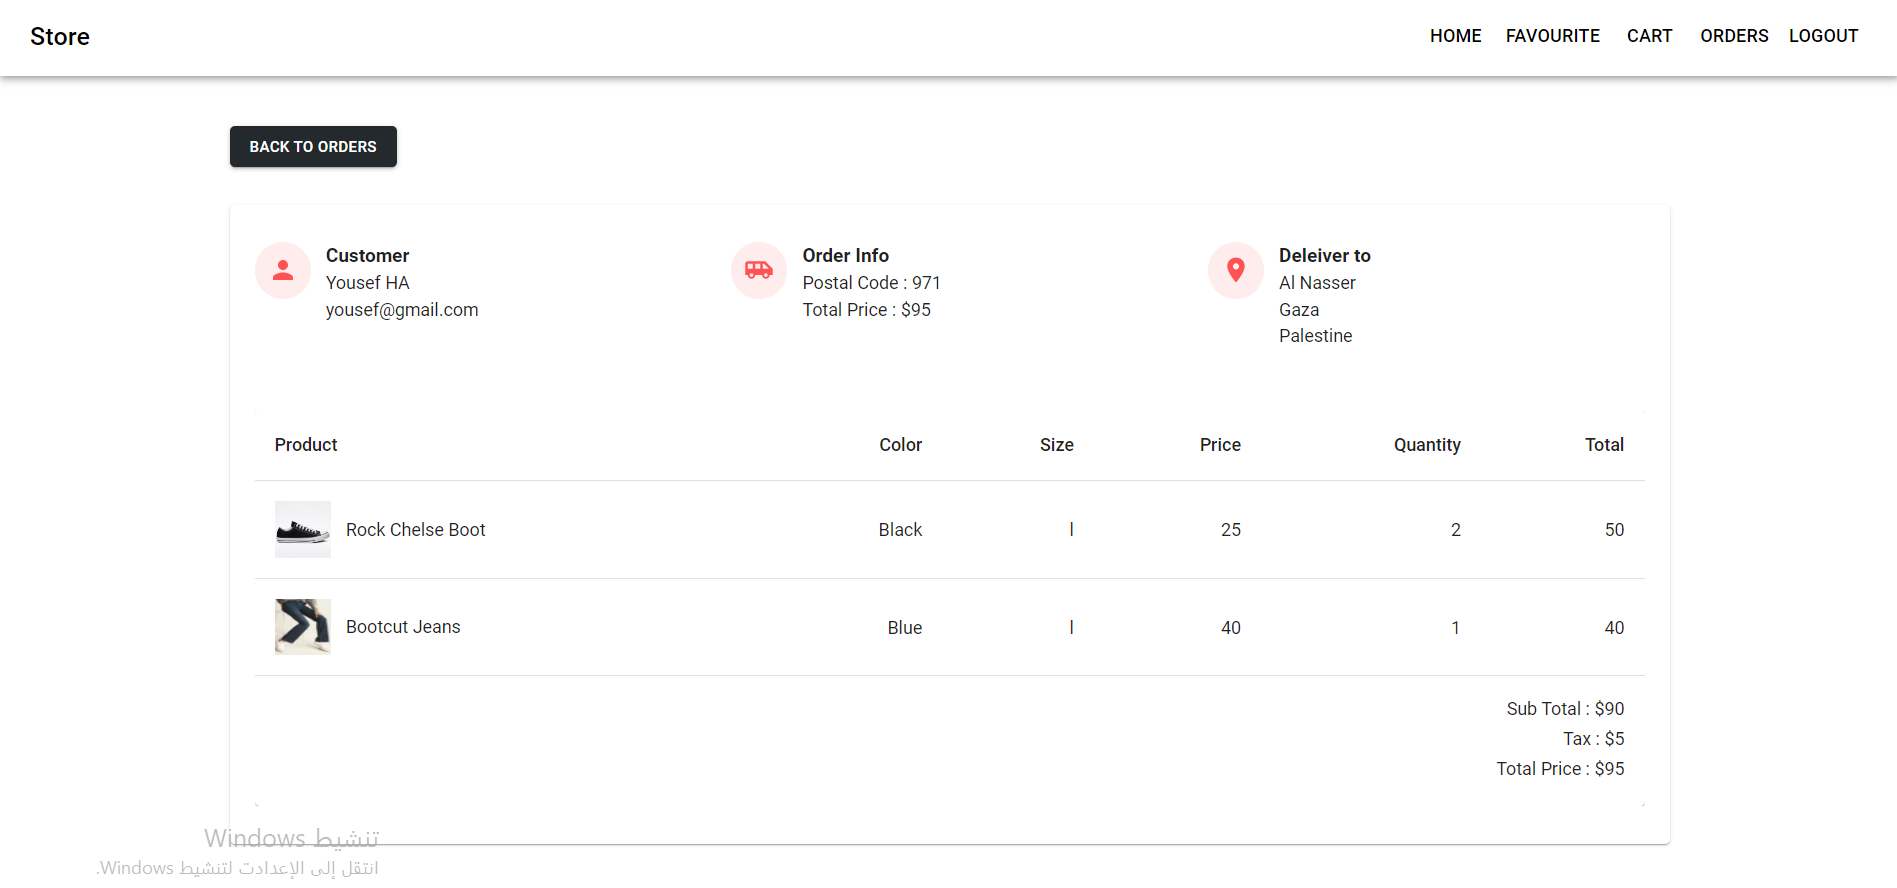 Store
HOME FAVOURITE CART ORDERS LOGOUT
BACK TO ORDERS
Customer
Yousef HA
yousef@gmail.com
Order Info
Postal Code : 971
Total Price : $95
Deleiver to
Al Nasser
Gaza
Palestine
Product Color Size Price Quantity Total
Rock Chelse Boot Black l 25 2 50
Bootcut Jeans Blue l 40 1 40
Sub Total : $90
Tax : $5
Total Price : $95
تنشيط Windows
انتقل إلى الإعدادت لتنشيط Windows.